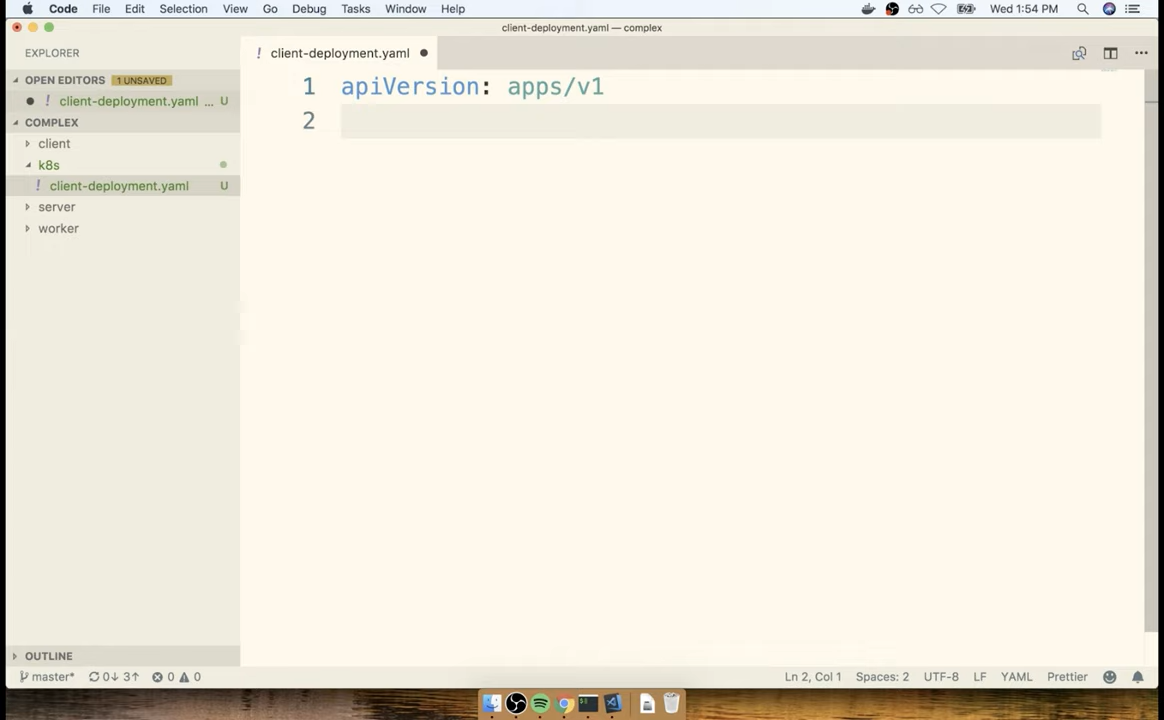 Code File Edit Selection View Go Debug Tasks Window Help Wed 1:54 PM
client-deployment.yaml — complex
EXPLORER
! client-deployment.yaml
OPEN EDITORS 1 UNSAVED
! client-deployment.yaml ... U
COMPLEX
client
k8s
! client-deployment.yaml U
server
worker
1 apiVersion: apps/v1
2
OUTLINE
master* 0↓ 3↑ 0 0 Ln 2, Col 1 Spaces: 2 UTF-8 LF YAML Prettier